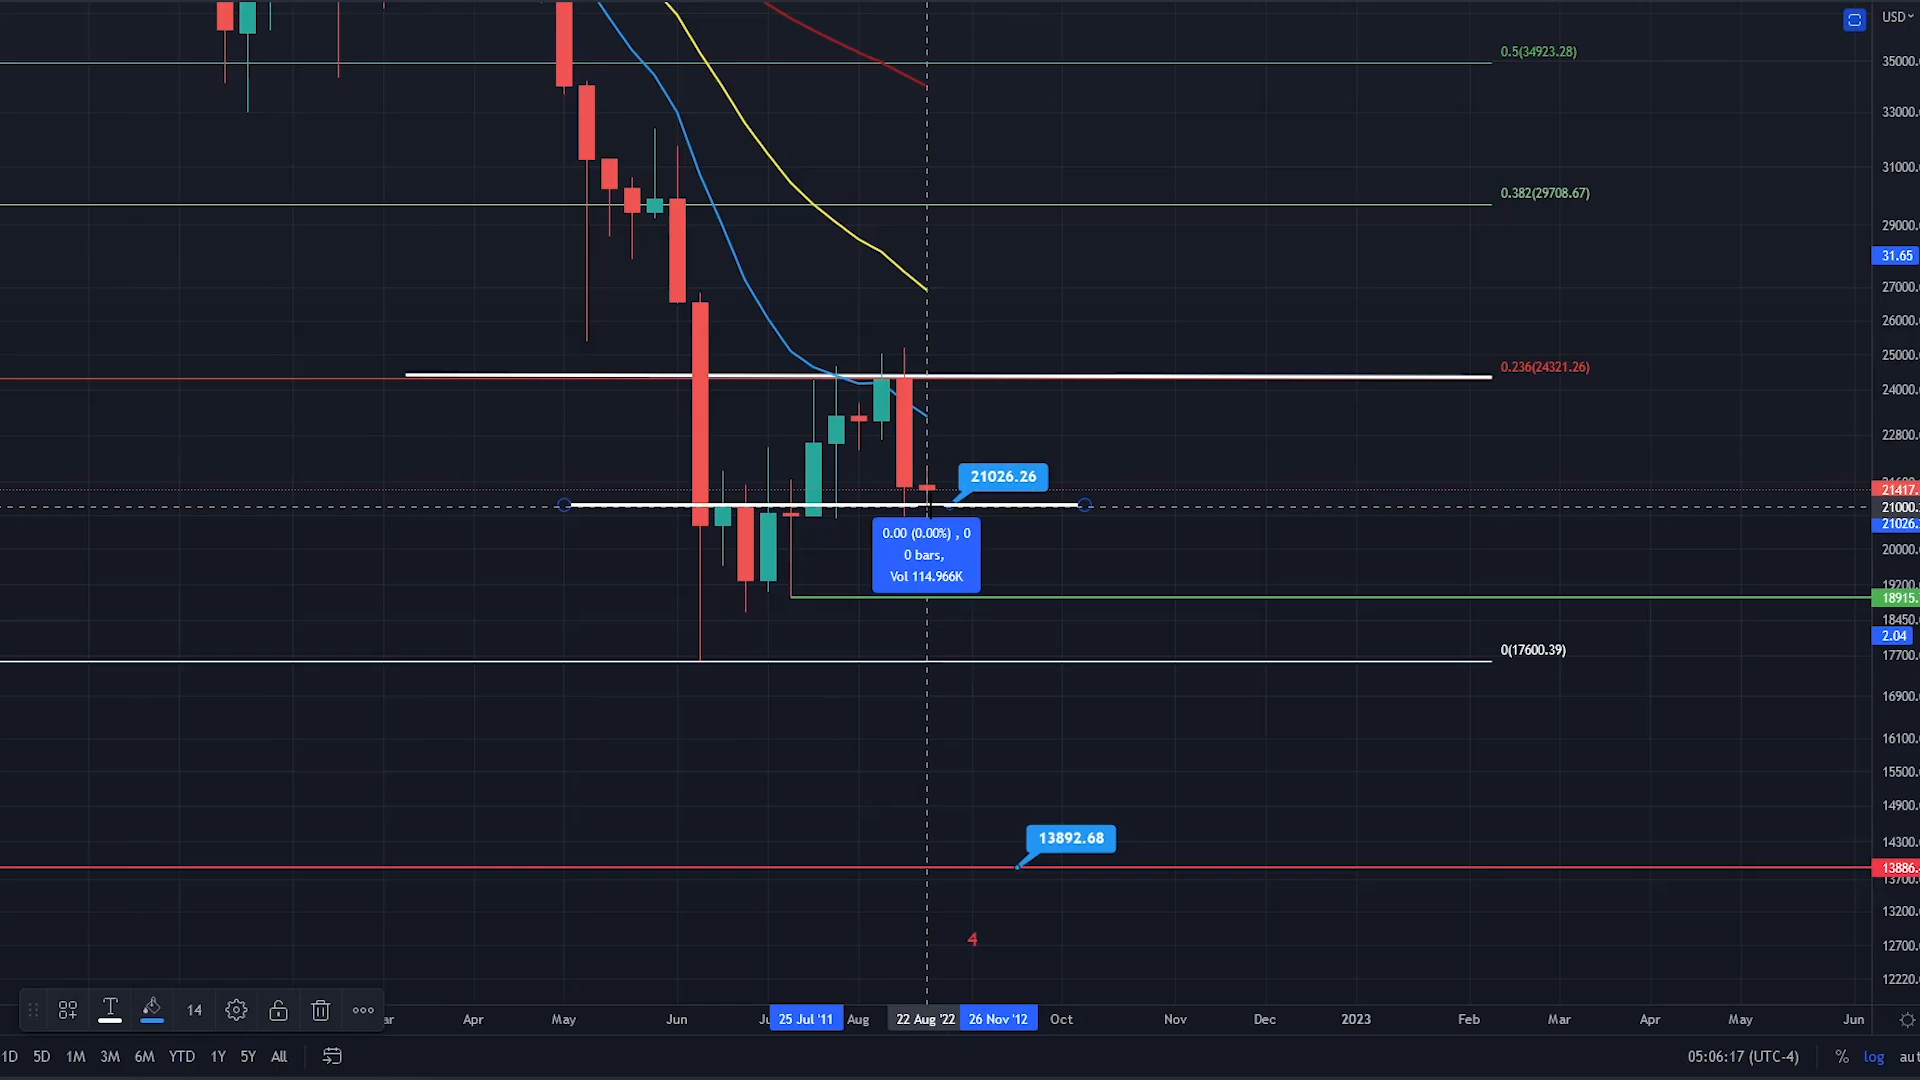 USD
0.5(34923.28)
35000.
33000.
31000.
0.382(29708.67)
29000.
31.65
27000.
26000.
25000.
0.236(24321.26)
24000.
22800.
21026.26
21417.
21000.
21026.
0.00 (0.00%) , 0
0 bars,
Vol 114.966K
20000.
19200
18915.
18450.
2.04
0(17600.39)
17700.
16900.
16100.
15500.
14900.
13892.68
14300.
13886.
13700.
13200.
4
12700.
12220.
14
ar
Apr
May
Jun
Ju
25 Jul '11
Aug
22 Aug '22
26 Nov '12
Oct
Nov
Dec
2023
Feb
Mar
Apr
May
Jun
1D 5D 1M 3M 6M YTD 1Y 5Y All
05:06:17 (UTC-4)
%
log
aut